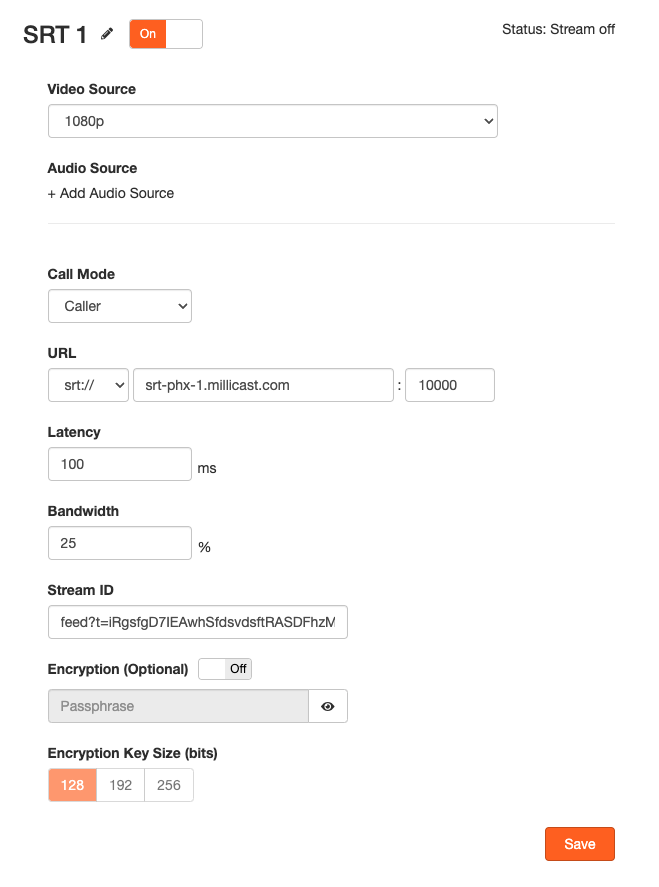 SRT 1 On Status: Stream off
Video Source
1080p
Audio Source
+ Add Audio Source
Call Mode
Caller
URL
srt:// srt-phx-1.millicast.com : 10000
Latency
100 ms
Bandwidth
25 %
Stream ID
feed?t=iRgsfgD7IEAwhSfdsvdsftRASDFhzM
Encryption (Optional) Off
Passphrase
Encryption Key Size (bits)
128 192 256
Save